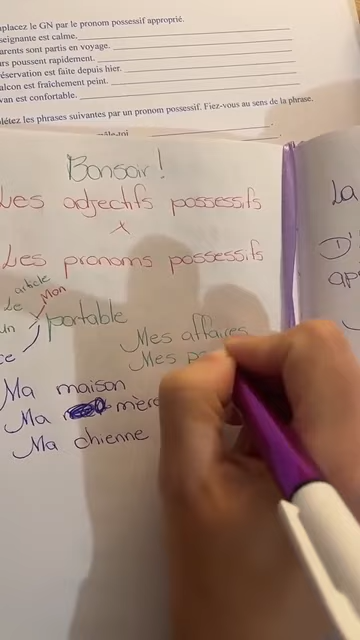 placez le GN par le pronom possessif approprié.
seignante est calme.
arents sont partis en voyage.
urs poussent rapidement.
éservation est faite depuis hier.
alcon est fraîchement peint.
van est confortable.
létez les phrases suivantes par un pronom possessif. Fiez-vous au sens de la phrase.
Bonsoir!
Les adjectifs possessifs
x
Les pronoms possessifs
article
Le Mon
un portable
ce
Mes affaires
Mes
Ma maison
Ma mère
Ma chienne
La
D'